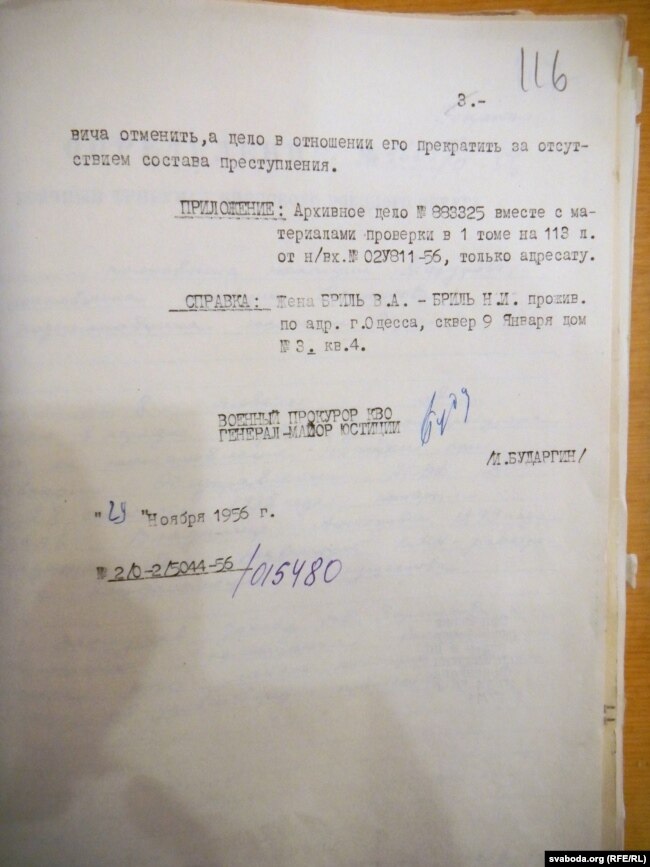 116
3.-
вича отменить,а дело в отношении его прекратить за отсут-
ствием состава преступления.
ПРИЛОЖЕНИЕ: Архивное дело № 883325 вместе с ма-
териалами проверки в 1 томе на 113 л.
от н/вх.№ 02У811-56, только адресату.
СПРАВКА: Жена БРИЛЬ В.А. - БРИЛЬ Н.И. прожив.
по адр. г.Одесса, сквер 9 Января дом
№ 3. кв.4.
ВОЕННЫЙ ПРОКУРОР КВО
ГЕНЕРАЛ-МАЙОР ЮСТИЦИИ
/И.БУДАРГИН/
" "Ноября 1956 г.
№ 2/0-2/5044-56/015480
svaboda.org (RFE/RL)